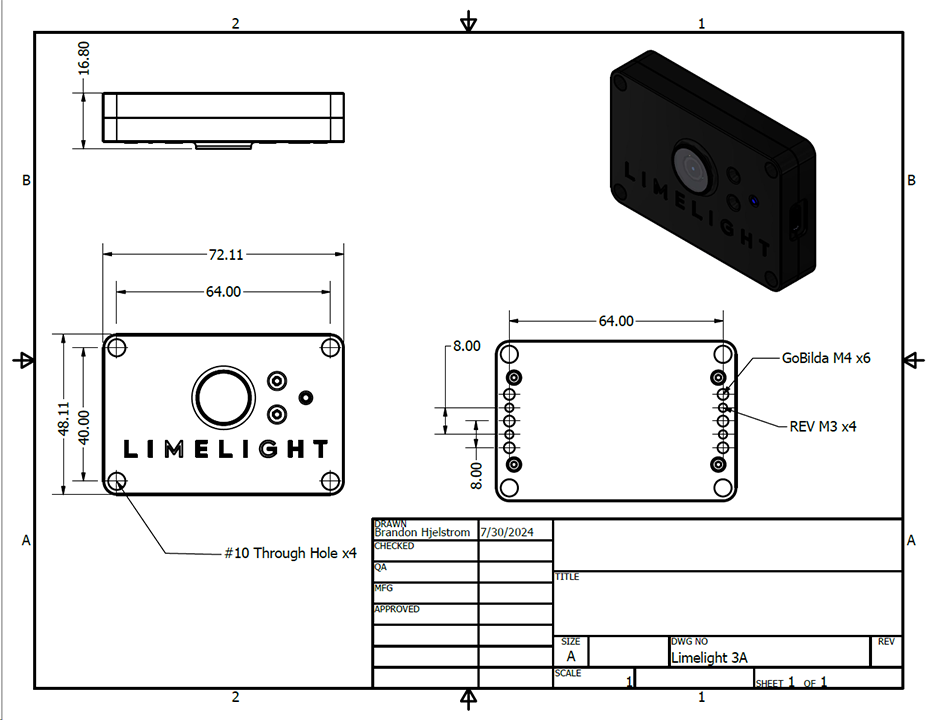 2
1
16.80
B
B
LIMELIGHT
72.11
64.00
64.00
8.00
GoBilda M4 x6
48.11
40.00
REV M3 x4
LIMELIGHT
8.00
#10 Through Hole x4
A
A
DRAWN
Brandon Hjelstrom
7/30/2024
CHECKED
QA
TITLE
MFG
APPROVED
SIZE
A
DWG NO
Limelight 3A
REV
SCALE
1
SHEET 1 OF 1
2
1